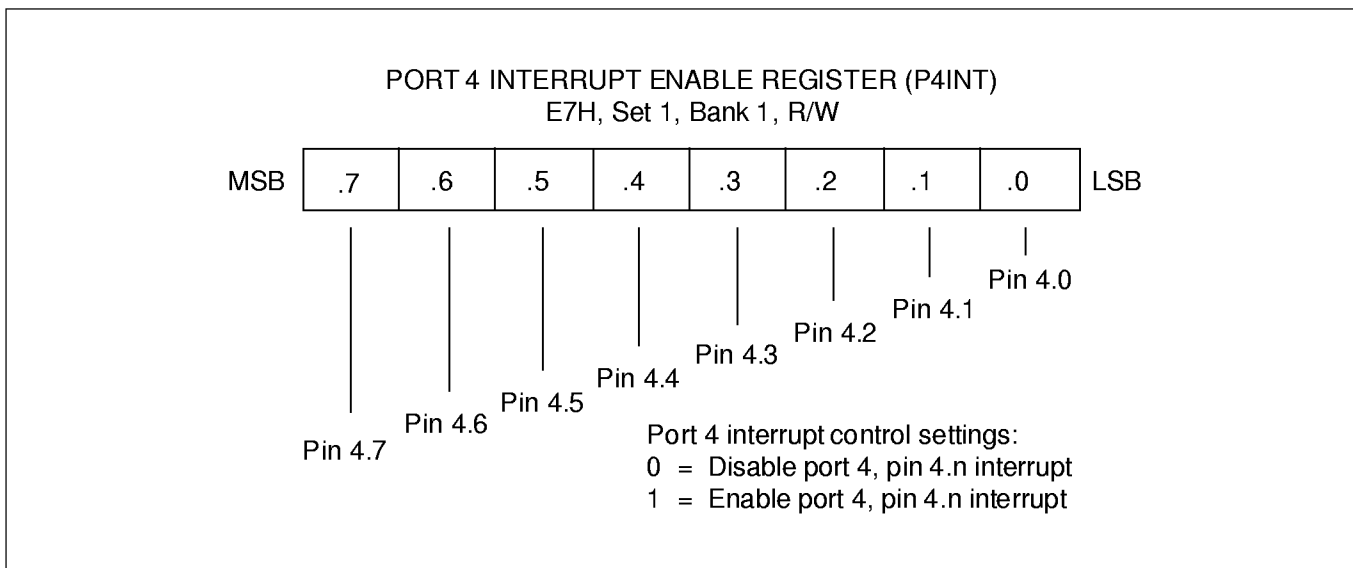 PORT 4 INTERRUPT ENABLE REGISTER (P4INT)
E7H, Set 1, Bank 1, R/W
MSB .7 .6 .5 .4 .3 .2 .1 .0 LSB
Pin 4.0
Pin 4.1
Pin 4.2
Pin 4.3
Pin 4.4
Pin 4.5
Pin 4.6
Pin 4.7
Port 4 interrupt control settings:
0 = Disable port 4, pin 4.n interrupt
1 = Enable port 4, pin 4.n interrupt